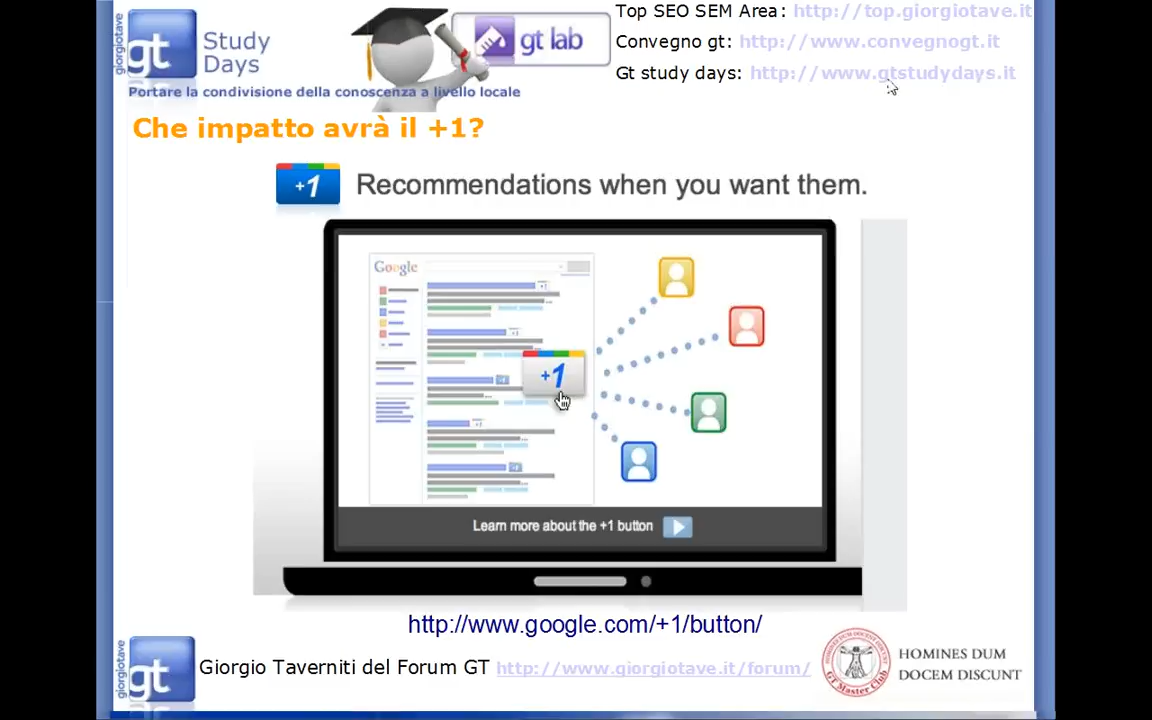 giorgiotave
gt
Study
Days
Portare la condivisione della conoscenza a livello locale
gt lab
Top SEO SEM Area: http://top.giorgiotave.it
Convegno gt: http://www.convegnogt.it
Gt study days: http://www.gtstudydays.it
Che impatto avrà il +1?
+1
Recommendations when you want them.
Google
+1
Learn more about the +1 button
http://www.google.com/+1/button/
giorgiotave
gt
Giorgio Taverniti del Forum GT http://www.giorgiotave.it/forum/
HOMINES DUM
DOCEM DISCUNT